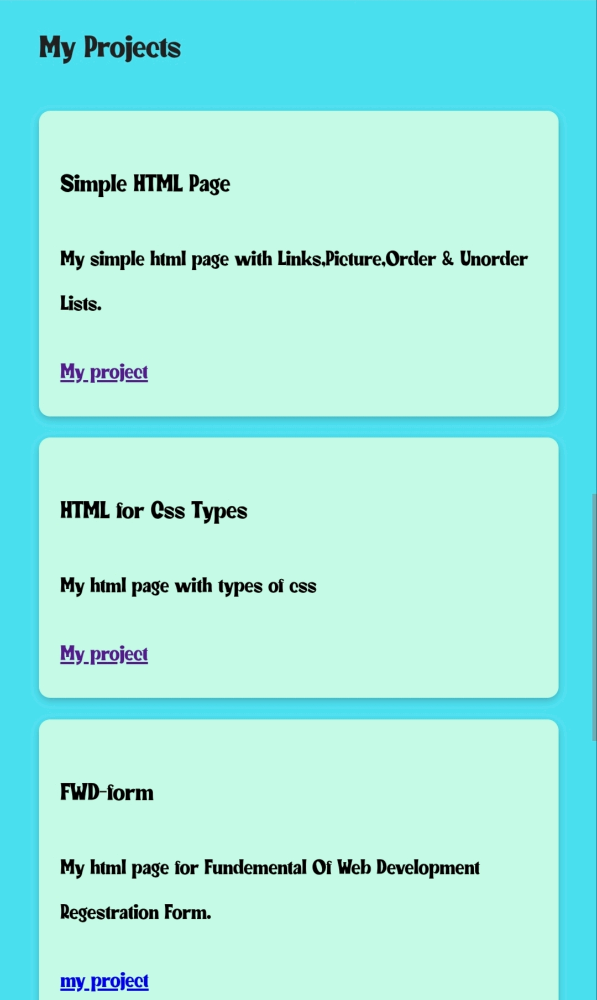 My Projects
Simple HTML Page
My simple html page with Links,Picture,Order & Unorder
Lists.
My project
HTML for Css Types
My html page with types of css
My project
FWD-form
My html page for Fundemental Of Web Development
Regestration Form.
my project